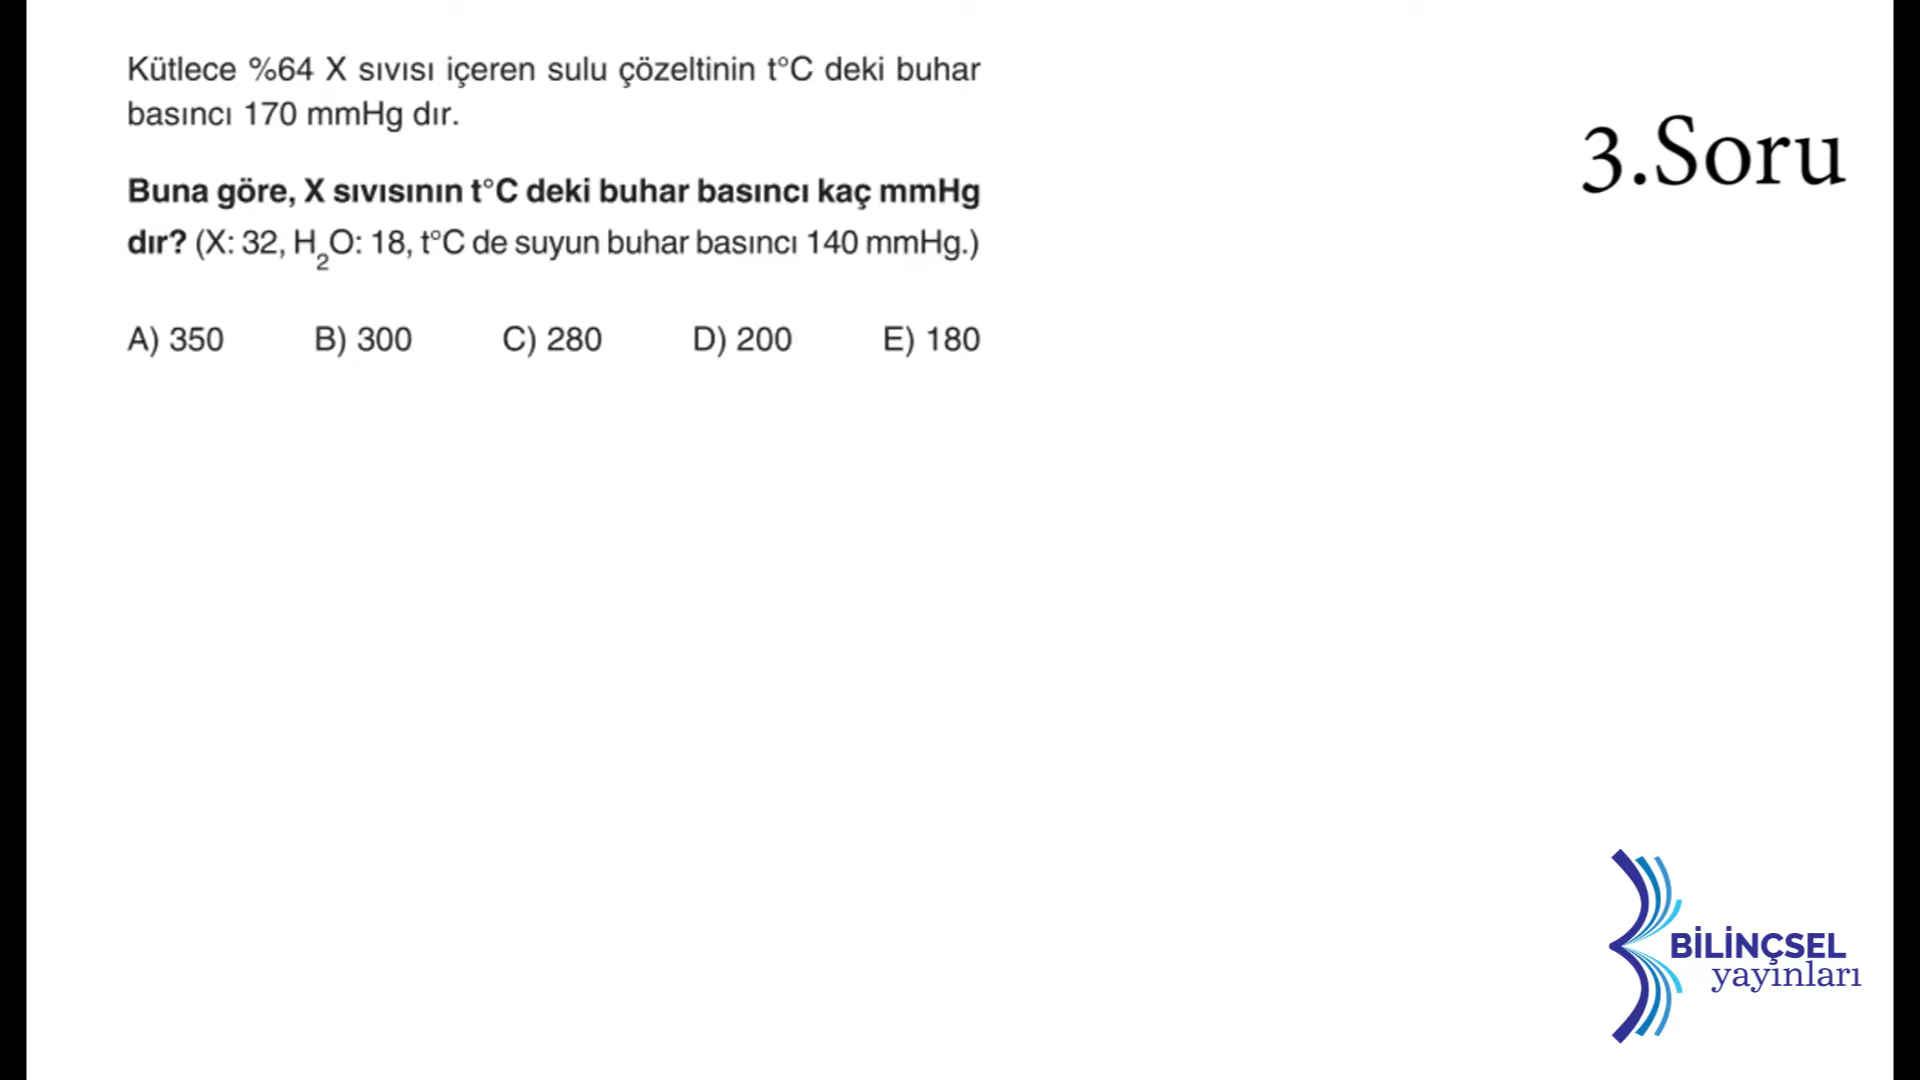 Kütlece %64 X sıvısı içeren sulu çözeltinin t°C deki buhar
basıncı 170 mmHg dır.
3.Soru
Buna göre, X sıvısının t°C deki buhar basıncı kaç mmHg
dır? (X: 32, H₂O: 18, t°C de suyun buhar basıncı 140 mmHg.)
A) 350 B) 300 C) 280 D) 200 E) 180
BİLİNÇSEL
yayınları